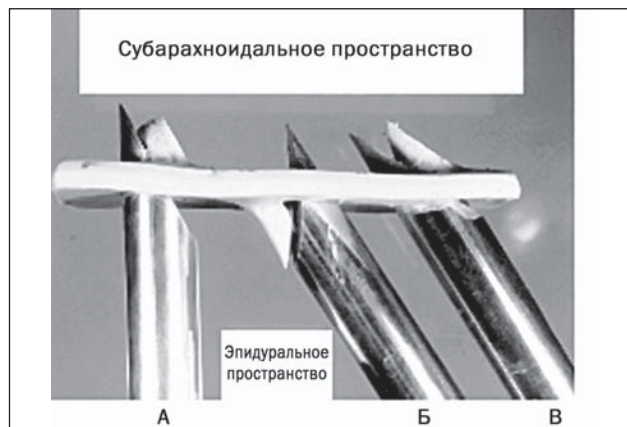 Субарахноидальное пространство
Эпидуральное
пространство
А
Б
В